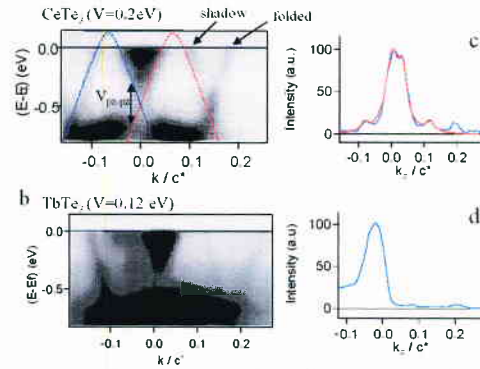 CeTe3 (V=0.2eV)
shadow
folded
c
(E-Ef) (eV)
0.0
-0.5
-0.1 0.0 0.1 0.2
k / c*
Intensity (a.u.)
100
50
0
-0.1 0.0 0.1 0.2
k / c*
b
TbTe3 (V=0.12 eV)
d
(E-Ef) (eV)
0.0
-0.5
-0.1 0.0 0.1 0.2
k / c*
Intensity (a.u)
100
50
0
-0.1 0.0 0.1 0.2
/ c*